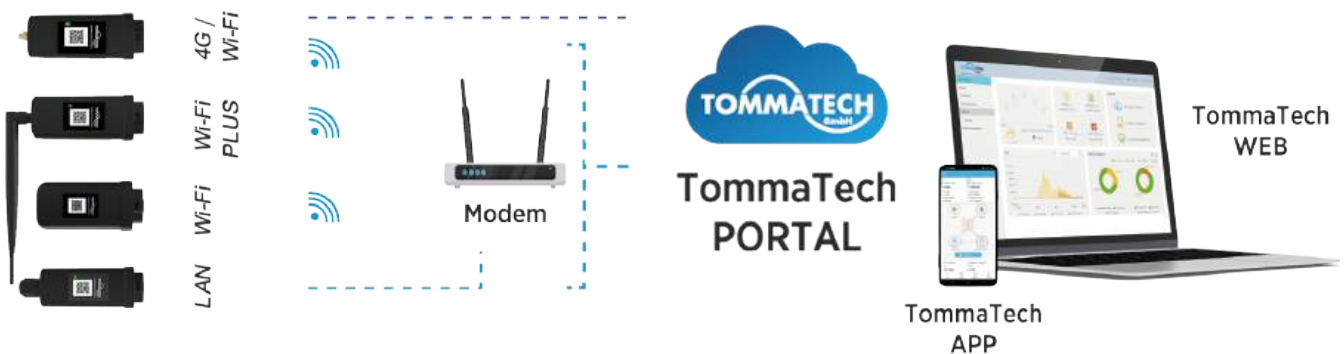 4G /
Wi-Fi
Wi-Fi
PLUS
Wi-Fi
LAN
Modem
TOMMATECH
GmbH
TommaTech
PORTAL
TommaTech
WEB
TommaTech
APP